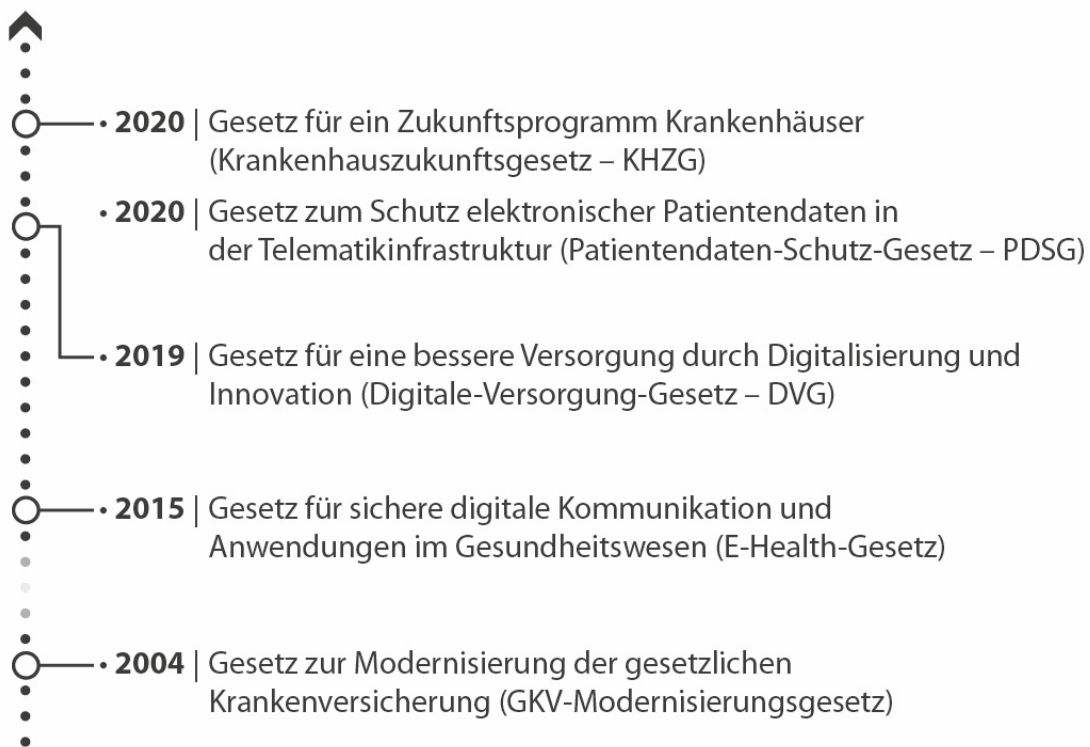 • 2020 | Gesetz für ein Zukunftsprogramm Krankenhäuser
(Krankenhauszukunftsgesetz – KHZG)
• 2020 | Gesetz zum Schutz elektronischer Patientendaten in
der Telematikinfrastruktur (Patientendaten-Schutz-Gesetz – PDSG)
• 2019 | Gesetz für eine bessere Versorgung durch Digitalisierung und
Innovation (Digitale-Versorgung-Gesetz – DVG)
• 2015 | Gesetz für sichere digitale Kommunikation und
Anwendungen im Gesundheitswesen (E-Health-Gesetz)
• 2004 | Gesetz zur Modernisierung der gesetzlichen
Krankenversicherung (GKV-Modernisierungsgesetz)